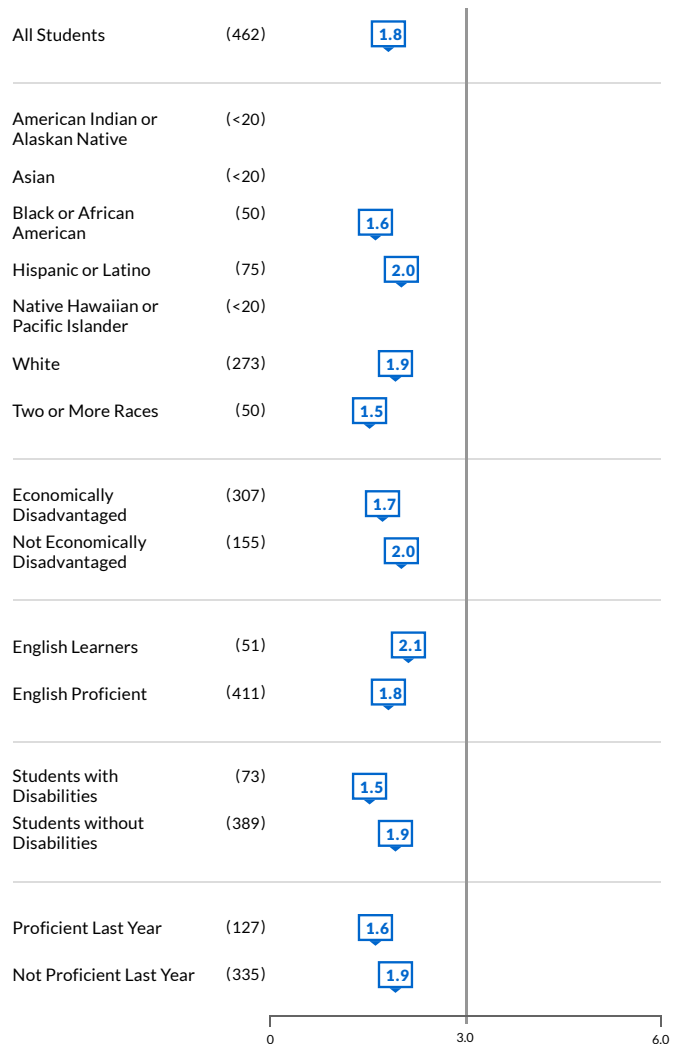 All Students (462) 1.8
American Indian or (<20)
Alaskan Native
Asian (<20)
Black or African (50) 1.6
American
Hispanic or Latino (75) 2.0
Native Hawaiian or (<20)
Pacific Islander
White (273) 1.9
Two or More Races (50) 1.5
Economically (307) 1.7
Disadvantaged
Not Economically (155) 2.0
Disadvantaged
English Learners (51) 2.1
English Proficient (411) 1.8
Students with (73) 1.5
Disabilities
Students without (389) 1.9
Disabilities
Proficient Last Year (127) 1.6
Not Proficient Last Year (335) 1.9
0 3.0 6.0